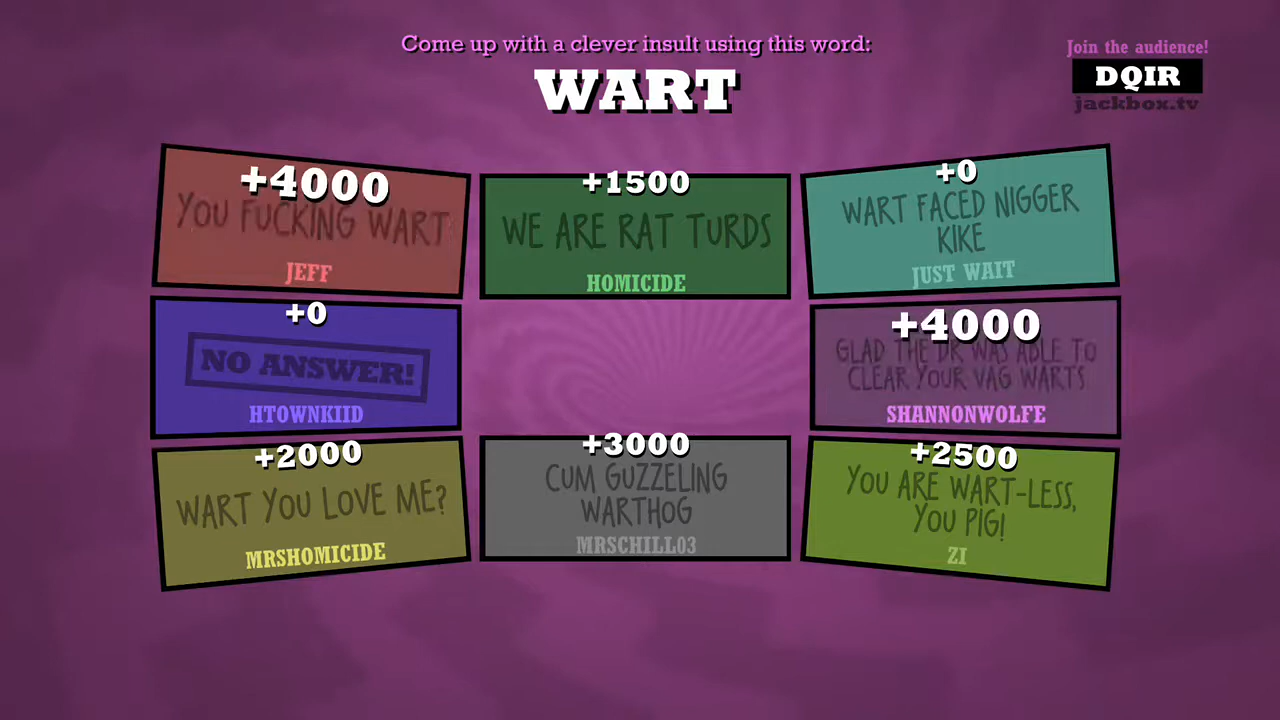 Come up with a clever insult using this word:
WART
Join the audience!
DQIR
jackbox.tv
+4000
YOU FUCKING WART
JEFF
+1500
WE ARE RAT TURDS
HOMICIDE
+0
WART FACED NIGGER
KIKE
JUST WAIT
+0
NO ANSWER!
HTOWNKIID
+4000
GLAD THE DR WAS ABLE TO
CLEAR YOUR VAG WARTS
SHANNONWOLFE
+2000
WART YOU LOVE ME?
MRSHOMICIDE
+3000
CUM GUZZELING
WARTHOG
MRSCHILL03
+2500
YOU ARE WART-LESS,
YOU PIG!
ZI